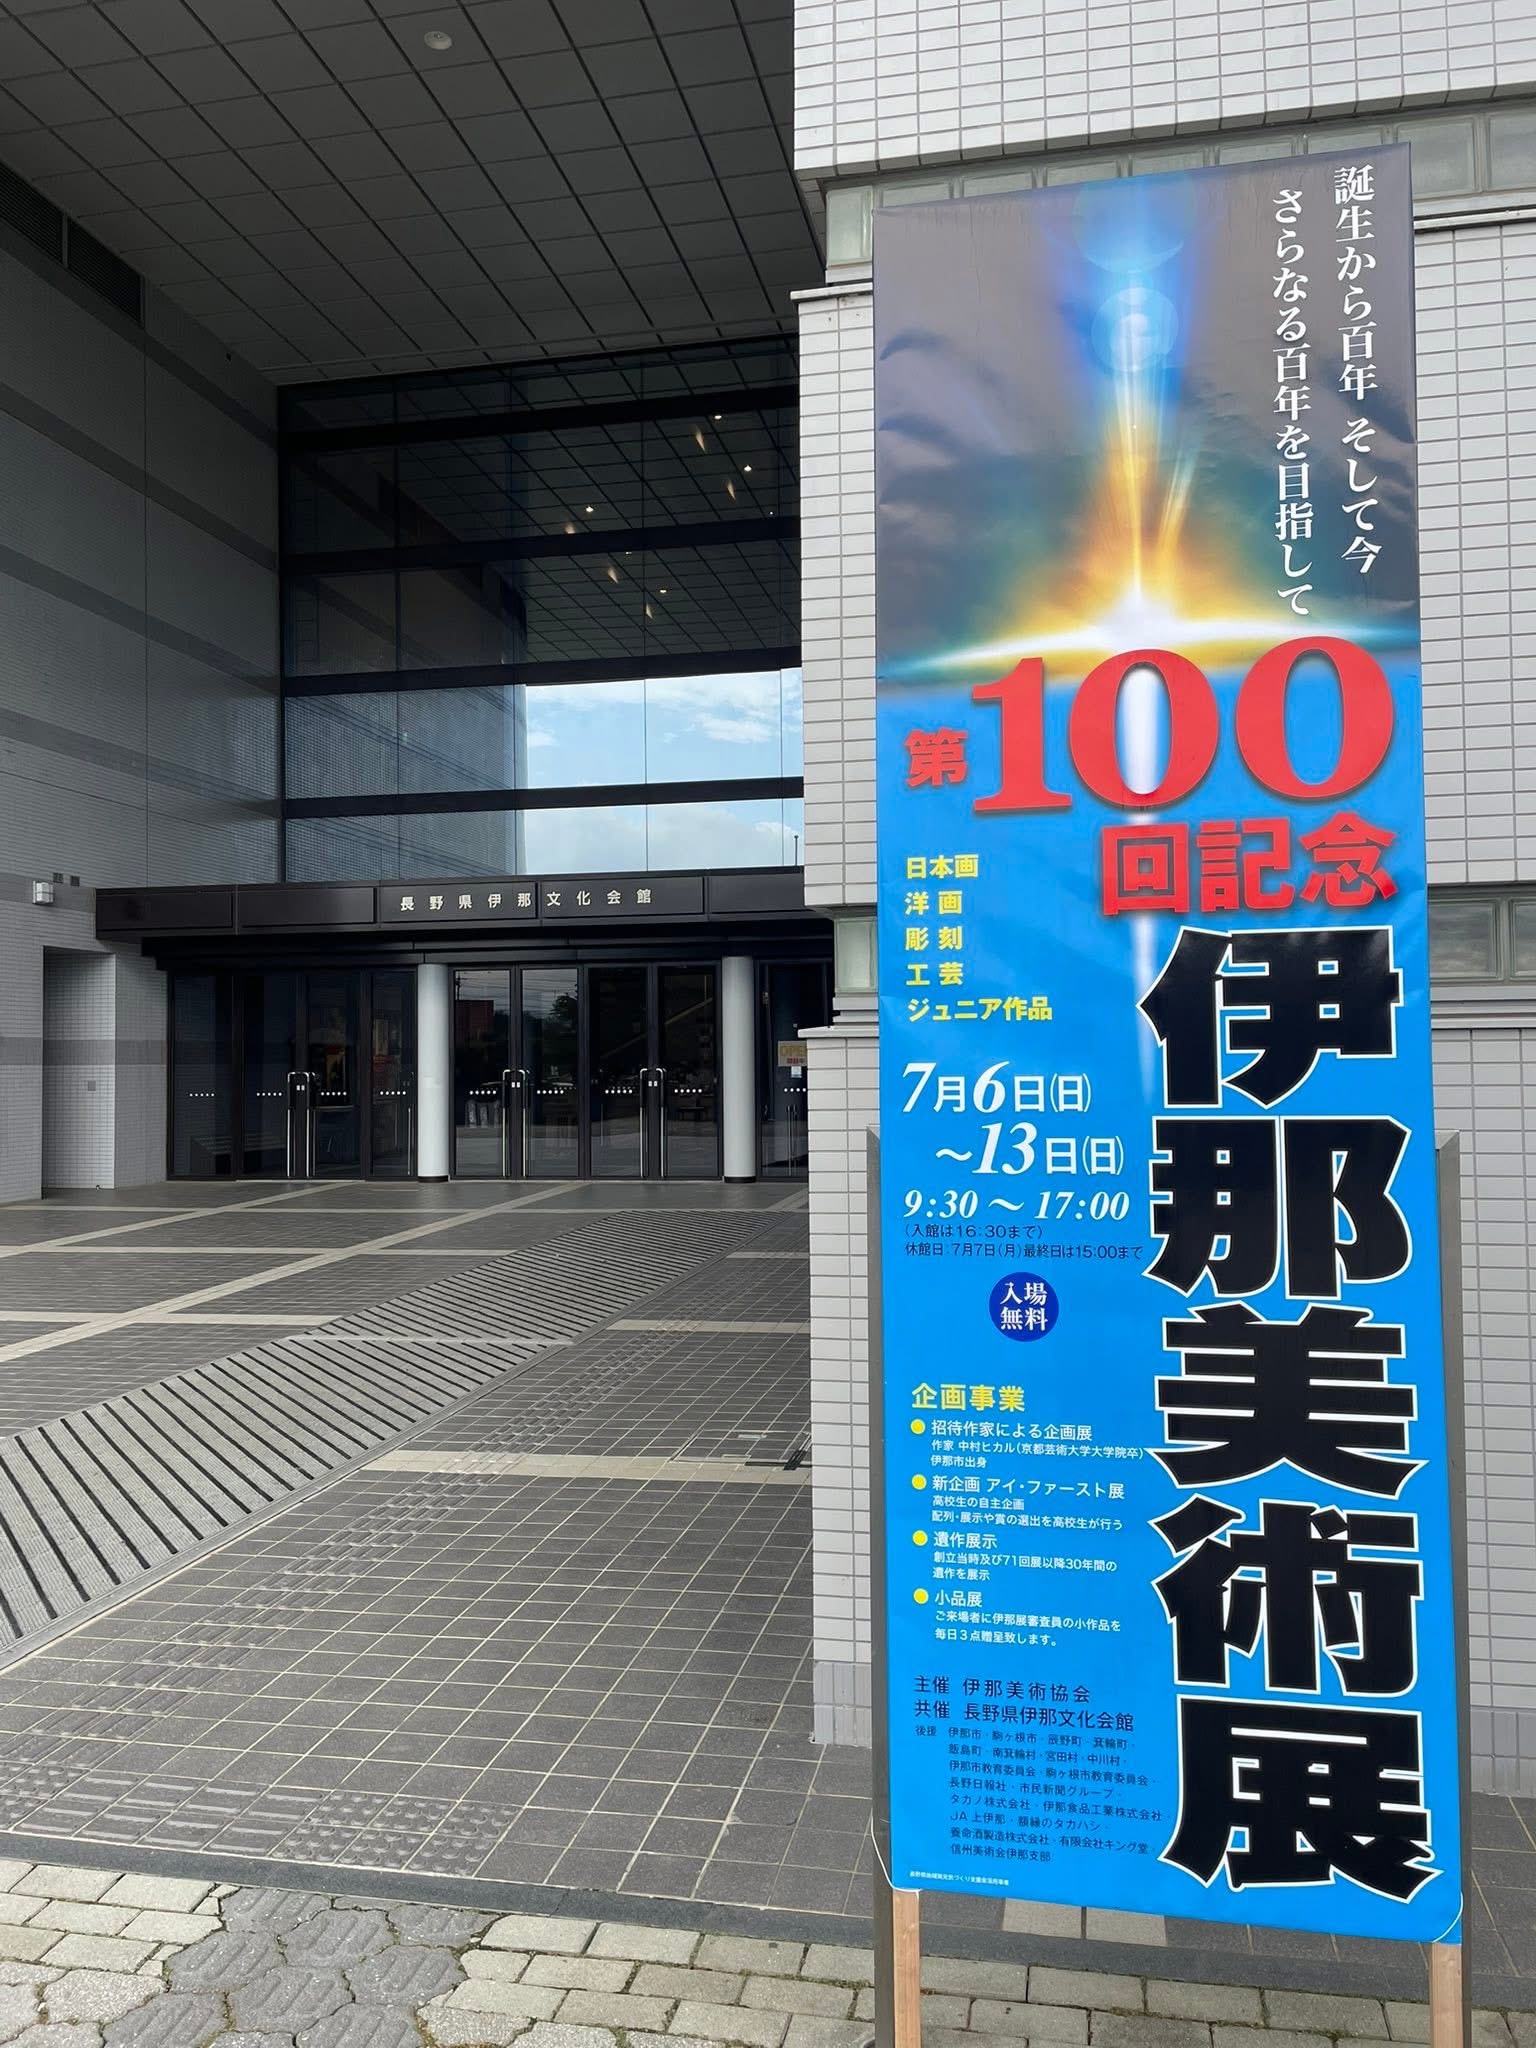 誕生から百年 そして今
さらなる百年を目指して
第100
回記念
伊那美術展
日本画
洋画
彫刻
工芸
ジュニア作品
7月6日(日)
〜13日(日)
9:30 〜 17:00
(入館は16:30まで)
休館日:7月7日(月)最終日は15:00まで
入場
無料
企画事業
● 招待作家による企画展
作家 中村ヒカル(京都芸術大学大学院卒)
伊那市出身
● 新企画 アイ・ファースト展
高校生の自主企画
配列・展示や賞の選出を高校生が行う
● 遺作展示
創立当時及び71回展以降30年間の
遺作を展示
● 小品展
ご来場者に伊那展審査員の小作品を
毎日3点贈呈致します。
主催 伊那美術協会
共催 長野県伊那文化会館
後援 伊那市・駒ヶ根市・辰野町・箕輪町・
飯島町・南箕輪村・宮田村・中川村・
伊那市教育委員会・駒ヶ根市教育委員会・
長野日報社・市民新聞グループ・
タカノ株式会社・伊那食品工業株式会社・
JA上伊那・額縁のタカハシ・
養命酒製造株式会社・有限会社キング堂・
信州美術会伊那支部
長野県伊那文化会館
OPEN